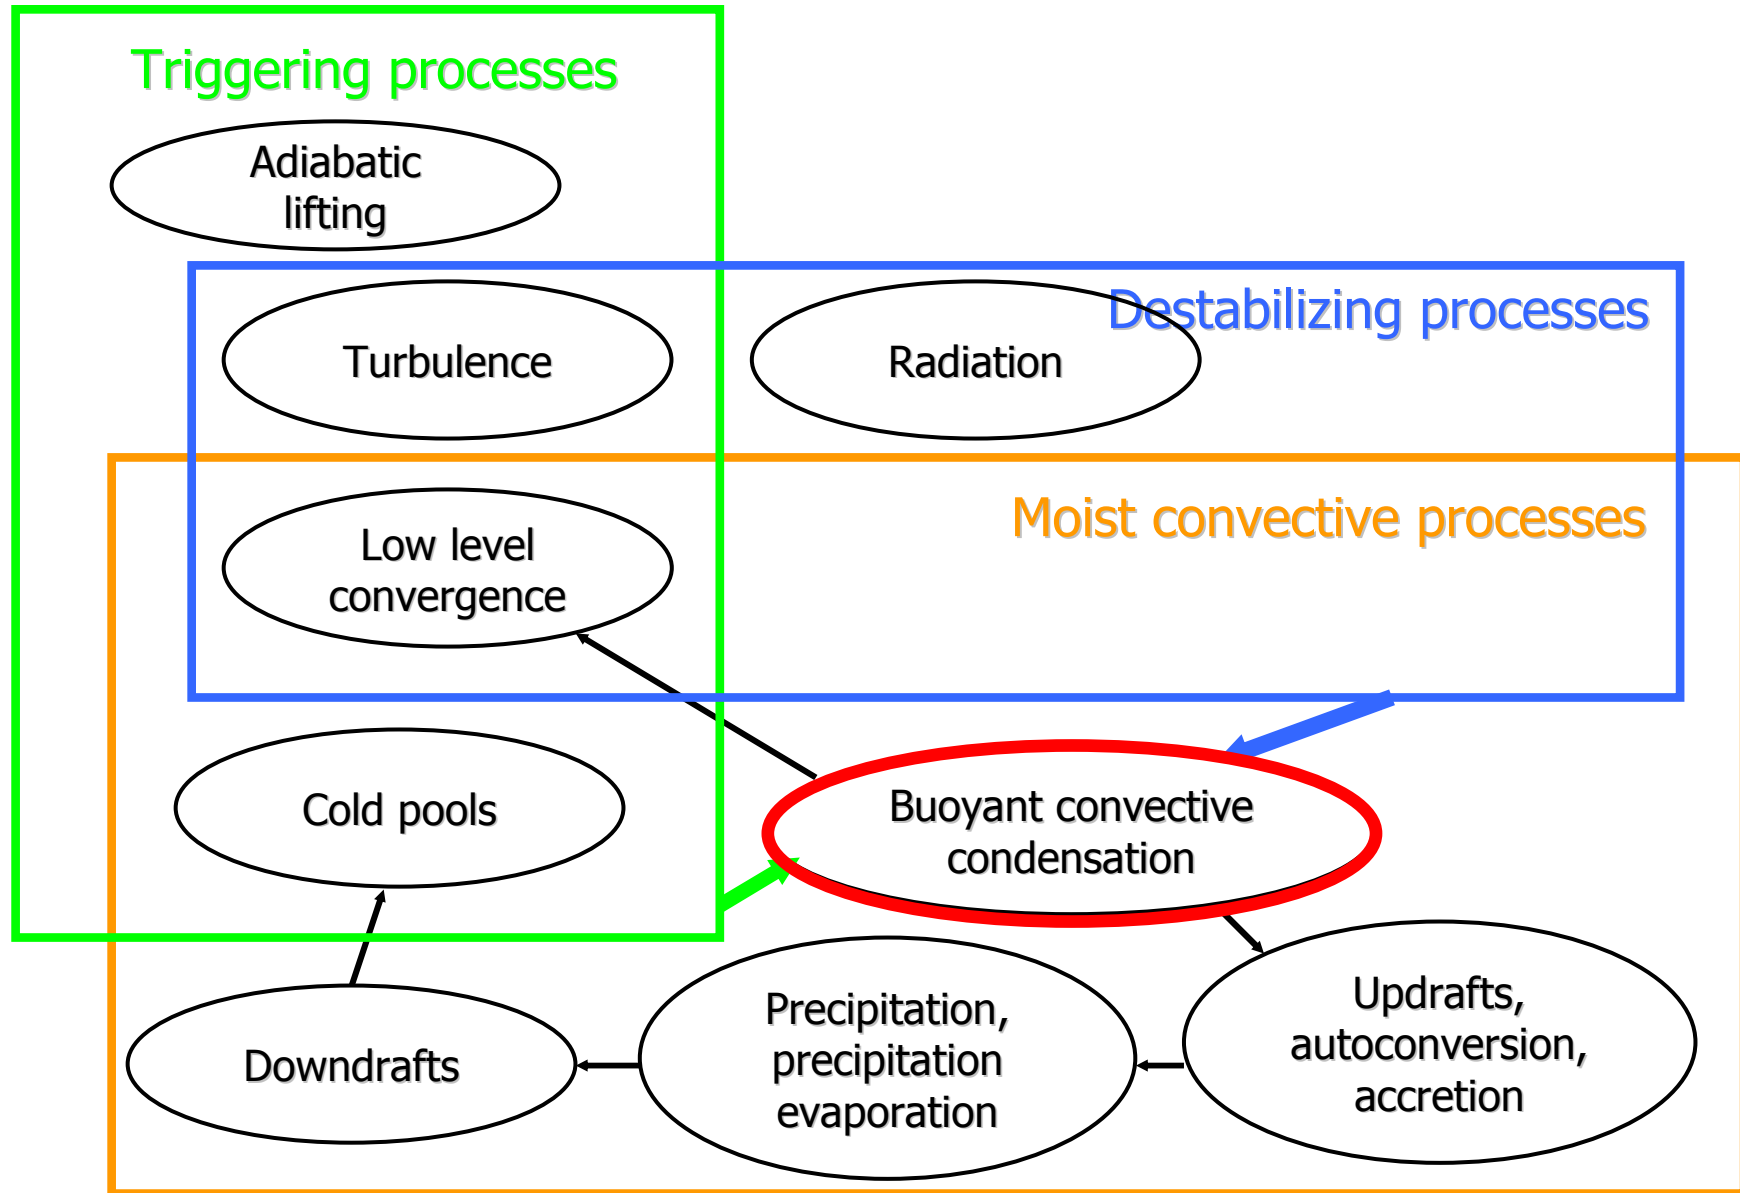 Triggering processes
Adiabatic
lifting
Destabilizing processes
Turbulence
Radiation
Moist convective processes
Low level
convergence
Cold pools
Buoyant convective
condensation
Updrafts,
autoconversion,
accretion
Precipitation,
precipitation
evaporation
Downdrafts